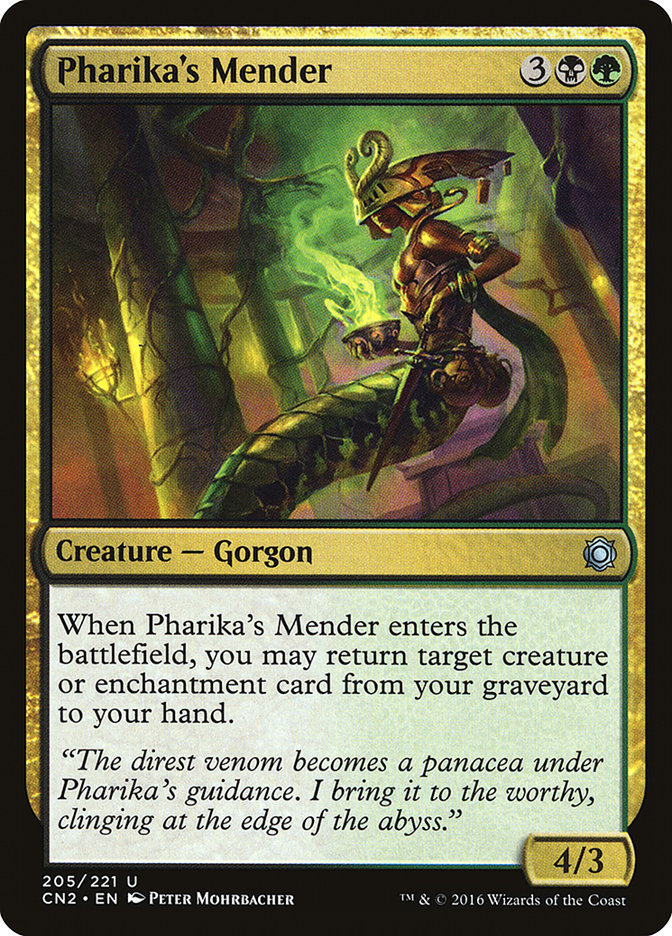 Pharika's Mender 3
Creature — Gorgon
When Pharika's Mender enters the
battlefield, you may return target creature
or enchantment card from your graveyard
to your hand.
“The direst venom becomes a panacea under
Pharika's guidance. I bring it to the worthy,
clinging at the edge of the abyss.”
4/3
205/221 U
CN2 • EN Peter Mohrbacher ™ & © 2016 Wizards of the Coast